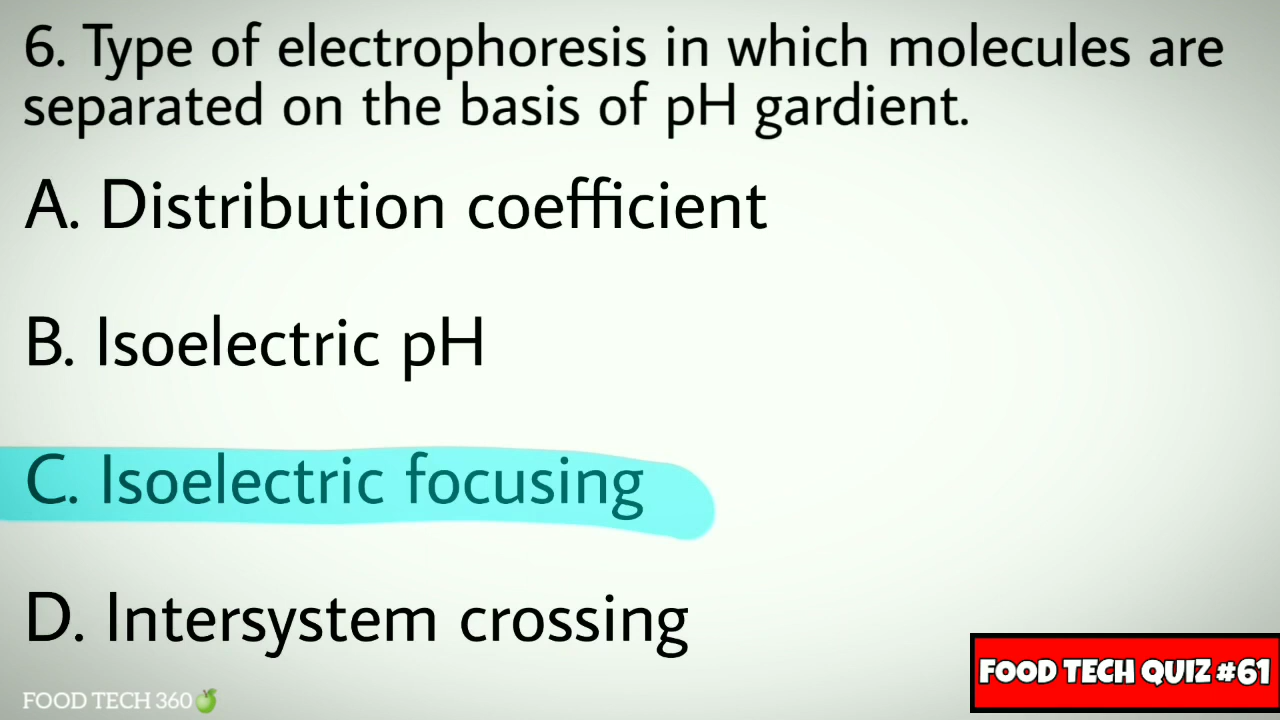 6. Type of electrophoresis in which molecules are
separated on the basis of pH gardient.
A. Distribution coefficient
B. Isoelectric pH
C. Isoelectric focusing
D. Intersystem crossing
FOOD TECH 360
FOOD TECH QUIZ #61